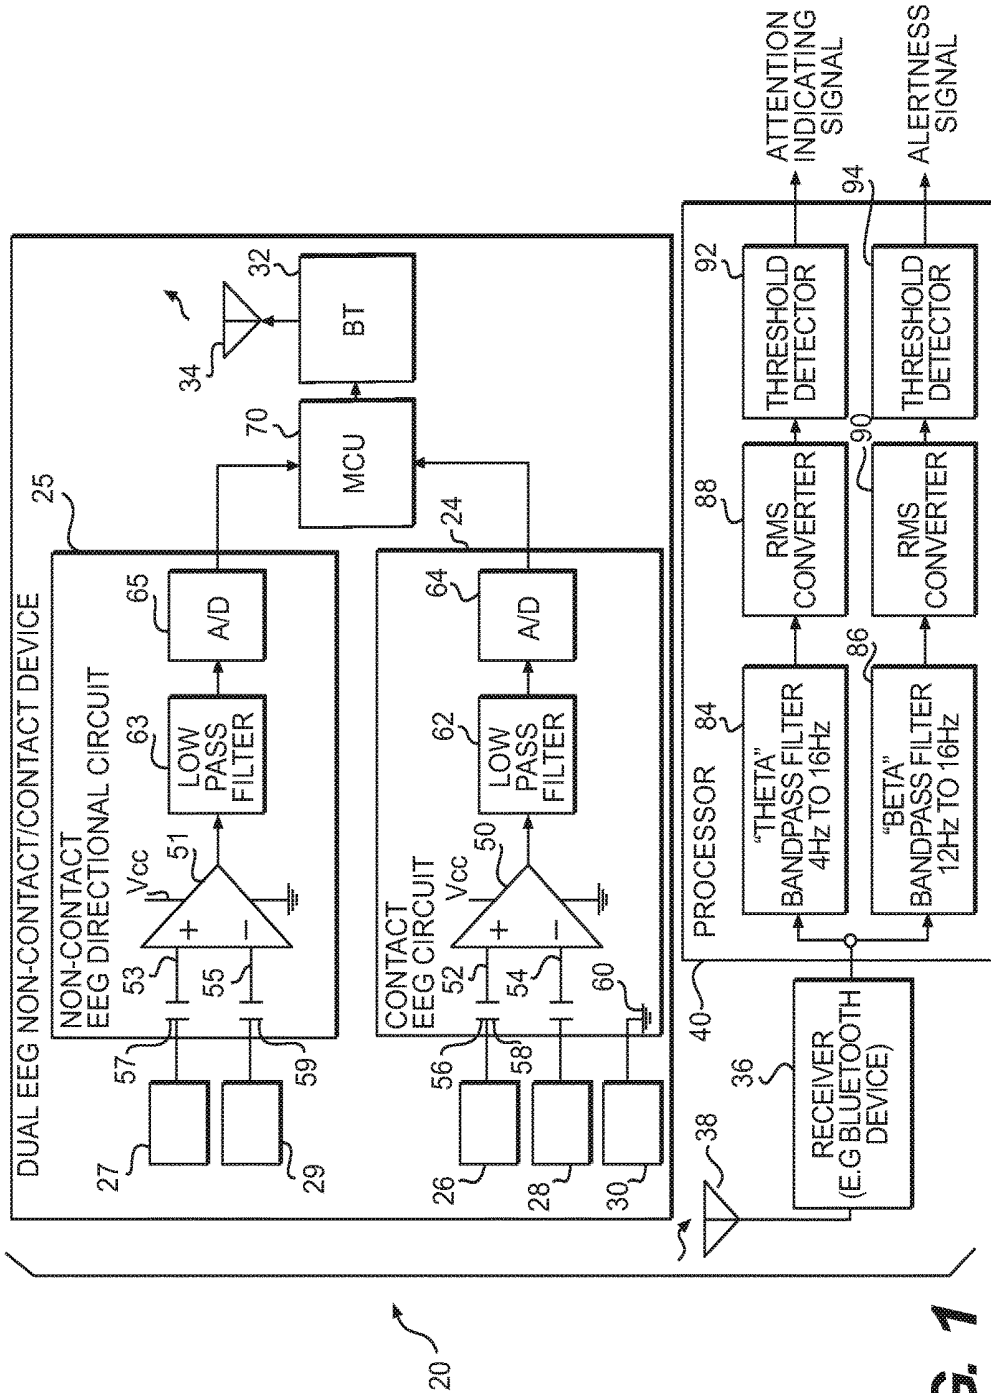 DUAL EEG NON-CONTACT/CONTACT DEVICE
NON-CONTACT
EEG DIRECTIONAL CIRCUIT
25
27
29
57
59
53
55
+
−
Vcc
51
63
LOW
PASS
FILTER
65
A/D
CONTACT
EEG CIRCUIT
24
26
28
30
56
58
60
52
54
+
−
Vcc
50
62
LOW
PASS
FILTER
64
A/D
70
MCU
32
BT
34
20
38
36
RECEIVER
(E.G BLUETOOTH
DEVICE)
40
PROCESSOR
84
"THETA"
BANDPASS FILTER
4Hz TO 16Hz
88
RMS
CONVERTER
92
THRESHOLD
DETECTOR
ATTENTION
INDICATING
SIGNAL
86
"BETA"
BANDPASS FILTER
12Hz TO 16Hz
90
RMS
CONVERTER
94
THRESHOLD
DETECTOR
ALERTNESS
SIGNAL
G. 1